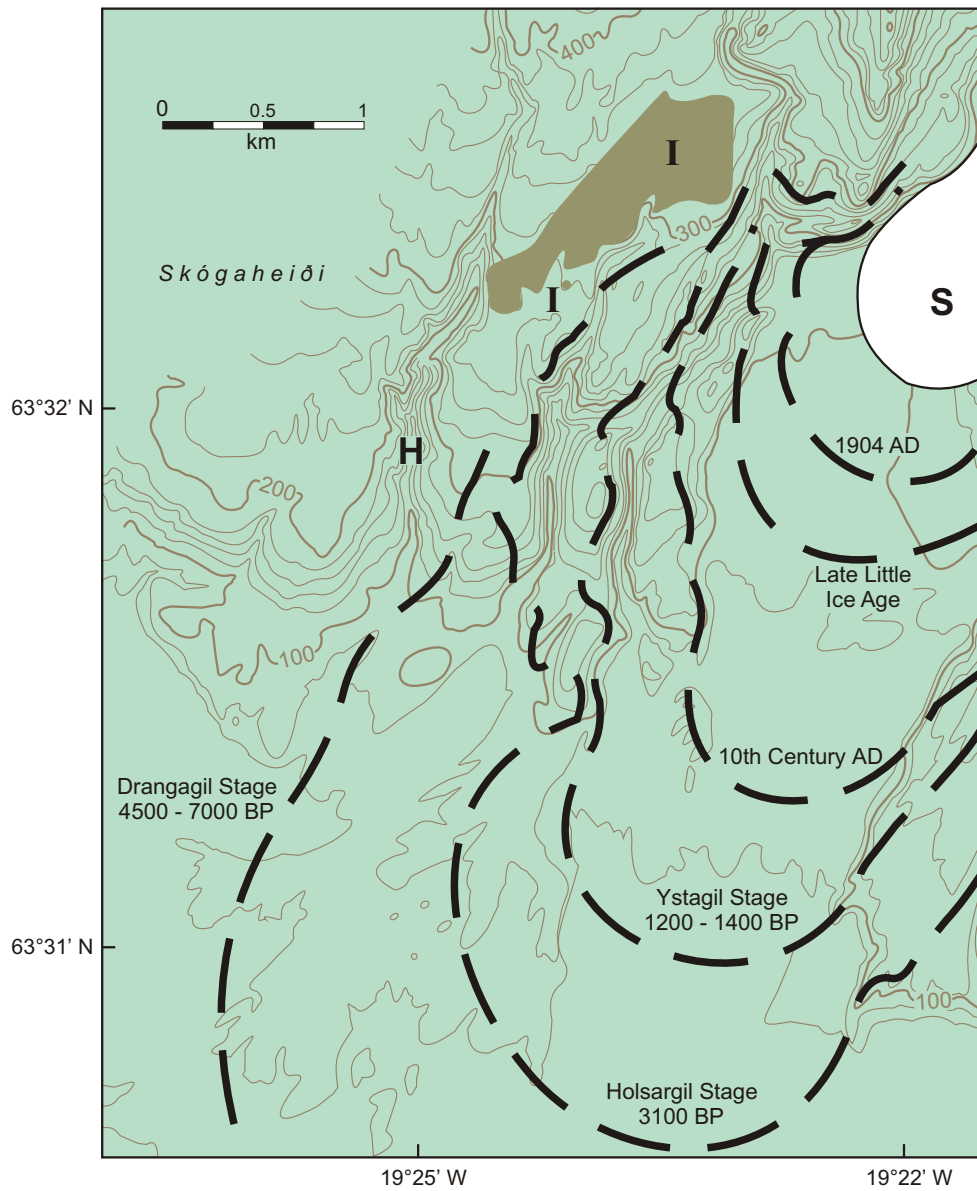 400
0 0.5 1
km
I
300
Skógaheiði
I
S
63°32' N
H
1904 AD
200
Late Little
Ice Age
100
10th Century AD
Drangagil Stage
4500 - 7000 BP
Ystagil Stage
1200 - 1400 BP
63°31' N
100
Holsargil Stage
3100 BP
19°25' W
19°22' W